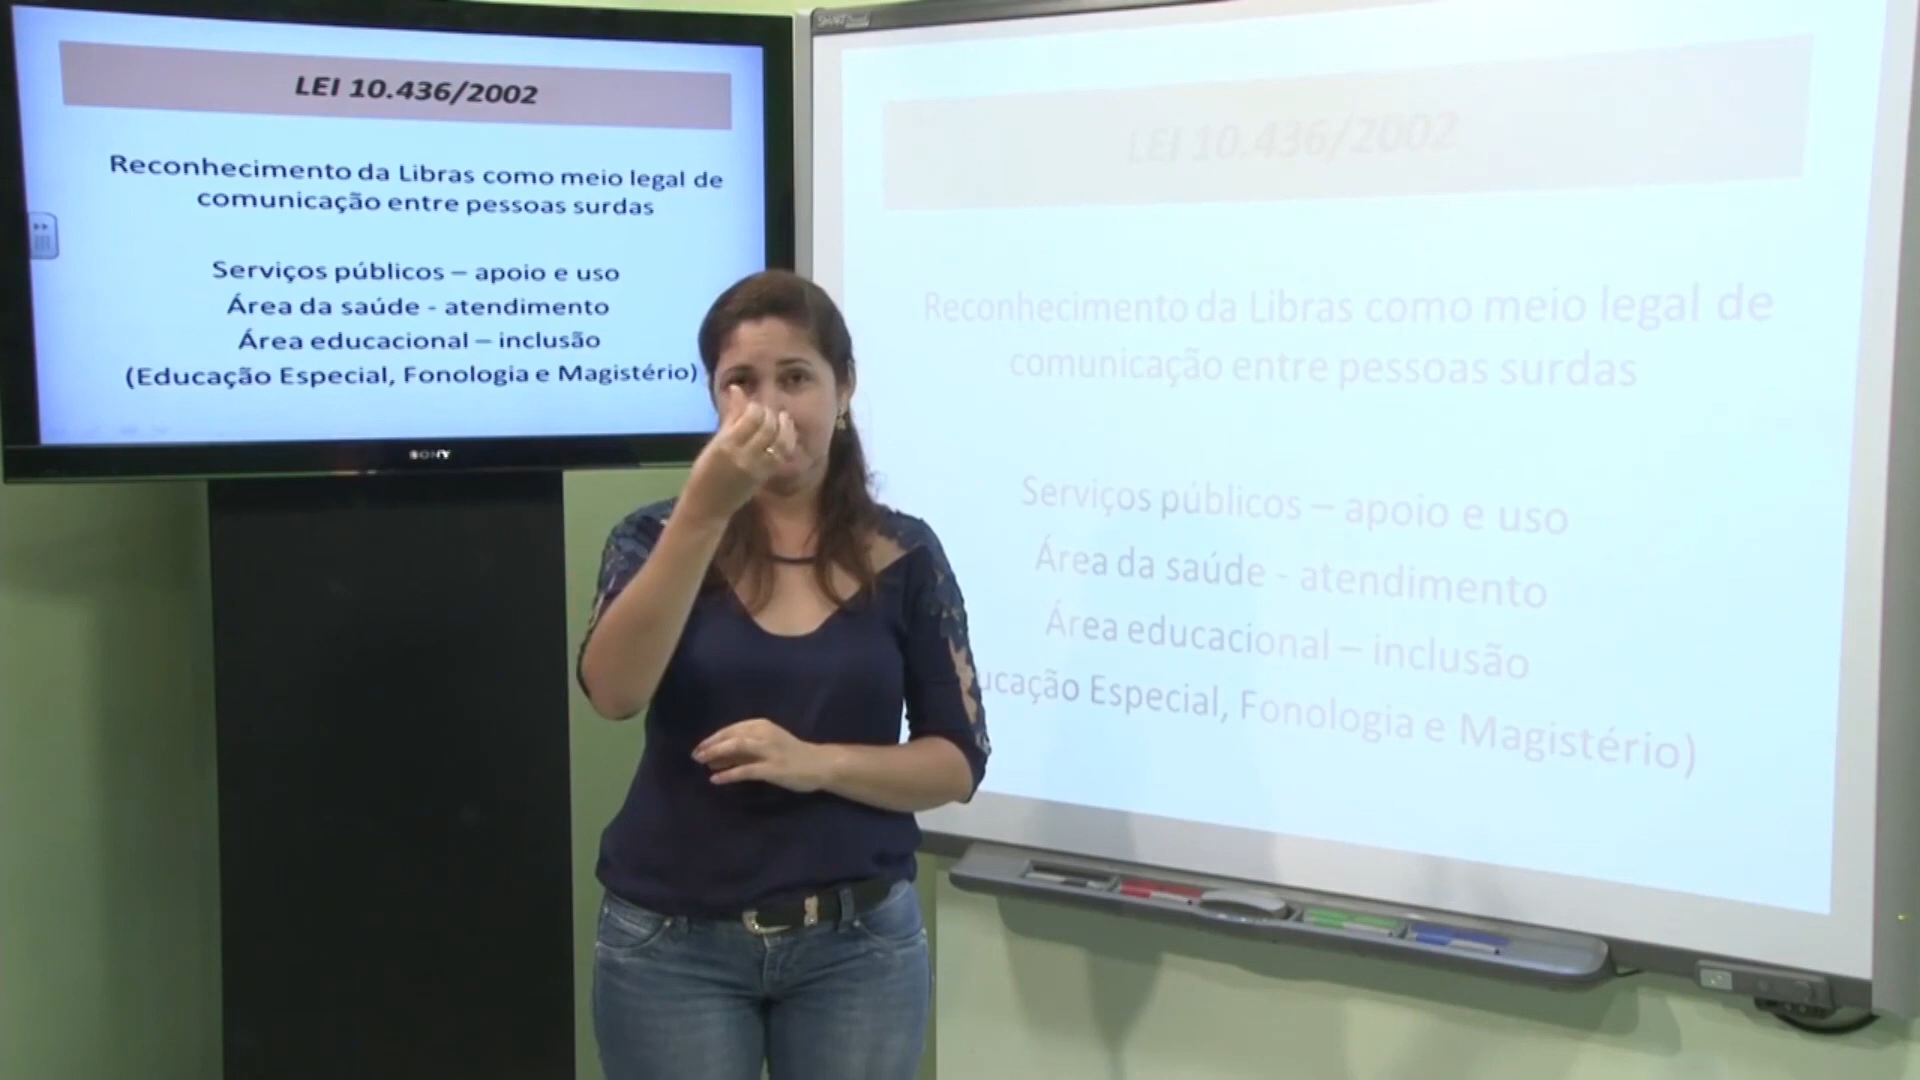 LEI 10.436/2002
Reconhecimento da Libras como meio legal de
comunicação entre pessoas surdas
Serviços públicos – apoio e uso
Área da saúde - atendimento
Área educacional – inclusão
(Educação Especial, Fonologia e Magistério)
SONY
SMART
LEI 10.436/2002
Reconhecimento da Libras como meio legal de
comunicação entre pessoas surdas
Serviços públicos – apoio e uso
Área da saúde - atendimento
Área educacional – inclusão
ucação Especial, Fonologia e Magistério)